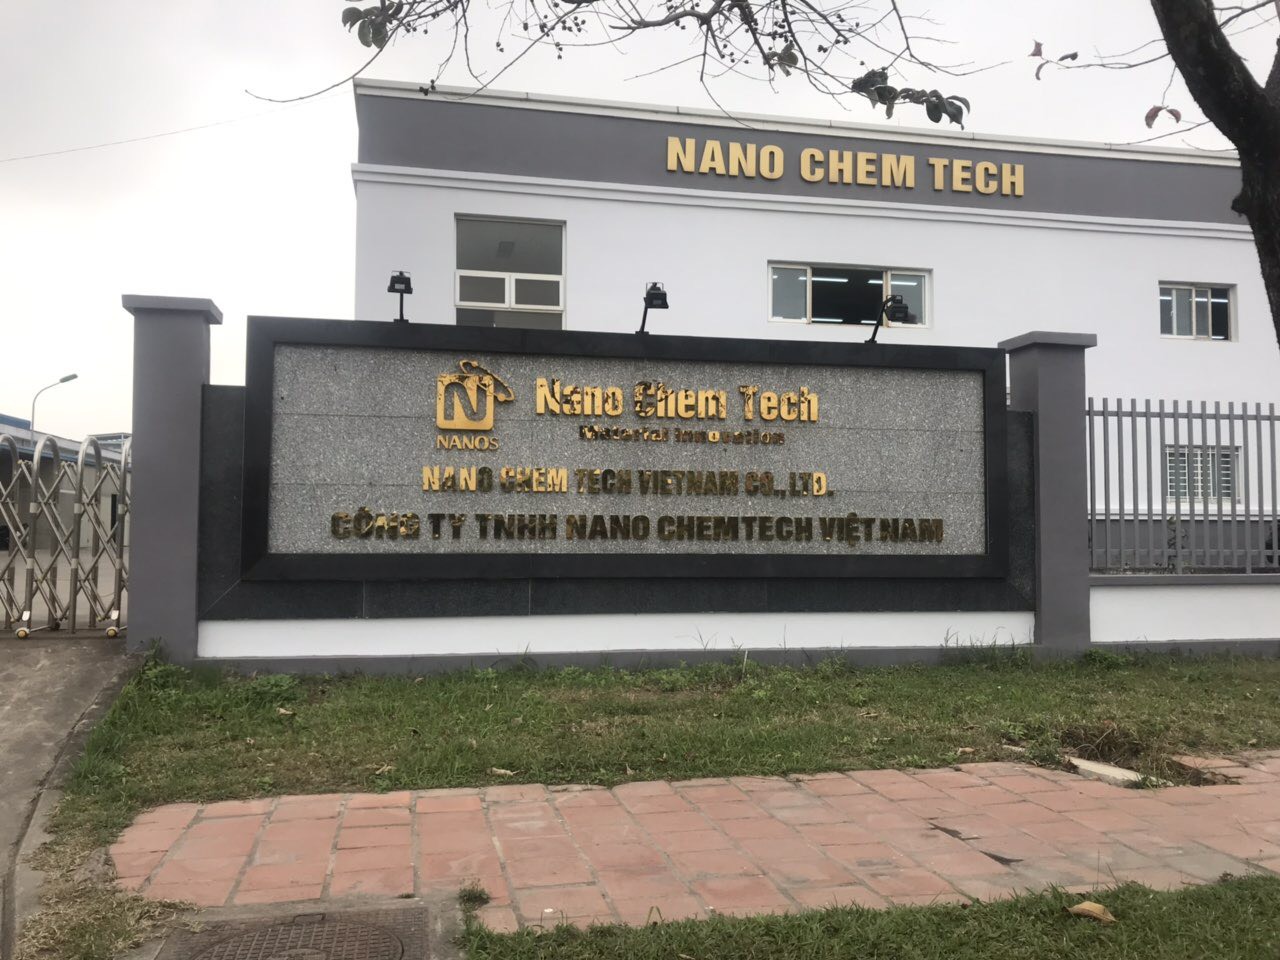 NANO CHEM TECH
N
NANOS
Nano Chem Tech
Material Innovation
NANO CHEM TECH VIETNAM CO., LTD.
CÔNG TY TNHH NANO CHEMTECH VIỆT NAM